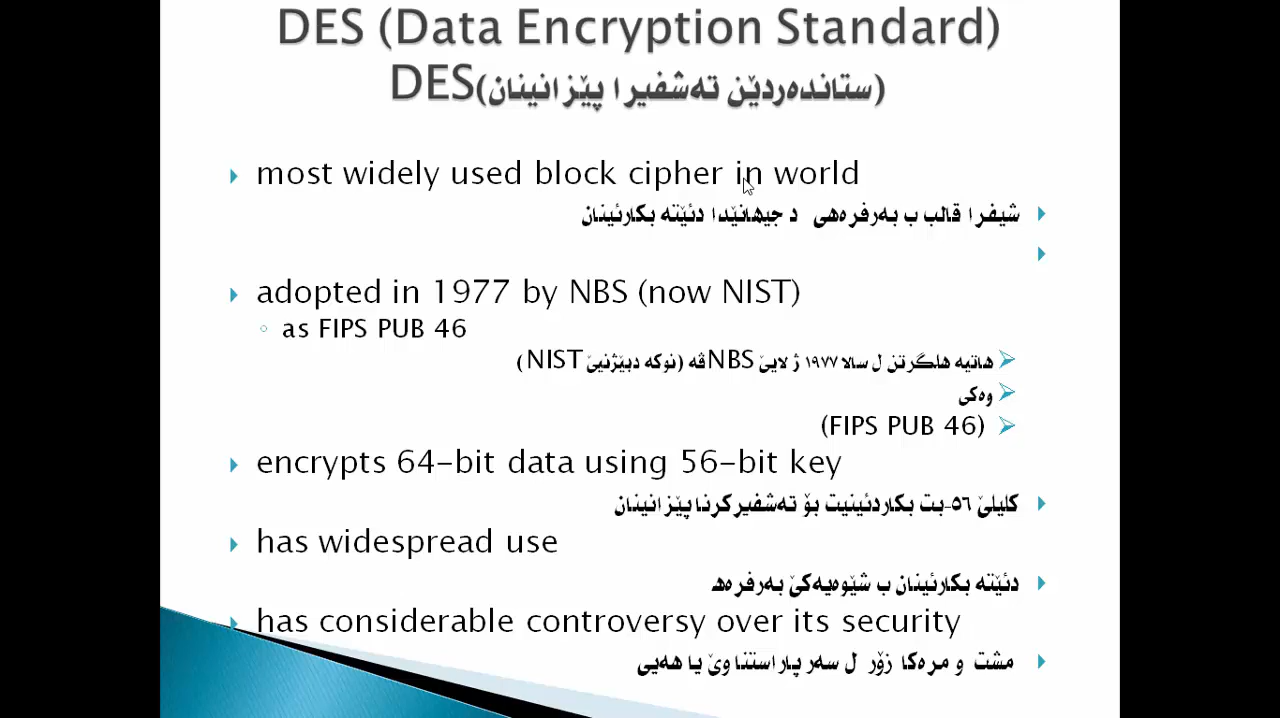 DES (Data Encryption Standard)
DES(ستاندەردێن تەشفیرا پێزانینان)
most widely used block cipher in world
شیفرا قالب ب بەرفرەهی د جیهانێدا دئێتە بکارئینان
adopted in 1977 by NBS (now NIST)
as FIPS PUB 46
هاتیە هلگرتن ل سالا ١٩٧٧ ژ لایێ NBS ڤە (نوکە دبێژنیێ NIST )
وەکی
(FIPS PUB 46)
encrypts 64-bit data using 56-bit key
کلیلێ ٥٦-بت بکاردئینیت بۆ تەشفیرکرنا پێزانینان
has widespread use
دئێتە بکارئینان ب شێوەیەکێ بەرفرەھ
has considerable controversy over its security
مشت و مرەکا زۆر ل سەر پاراستنا وێ یا هەیی